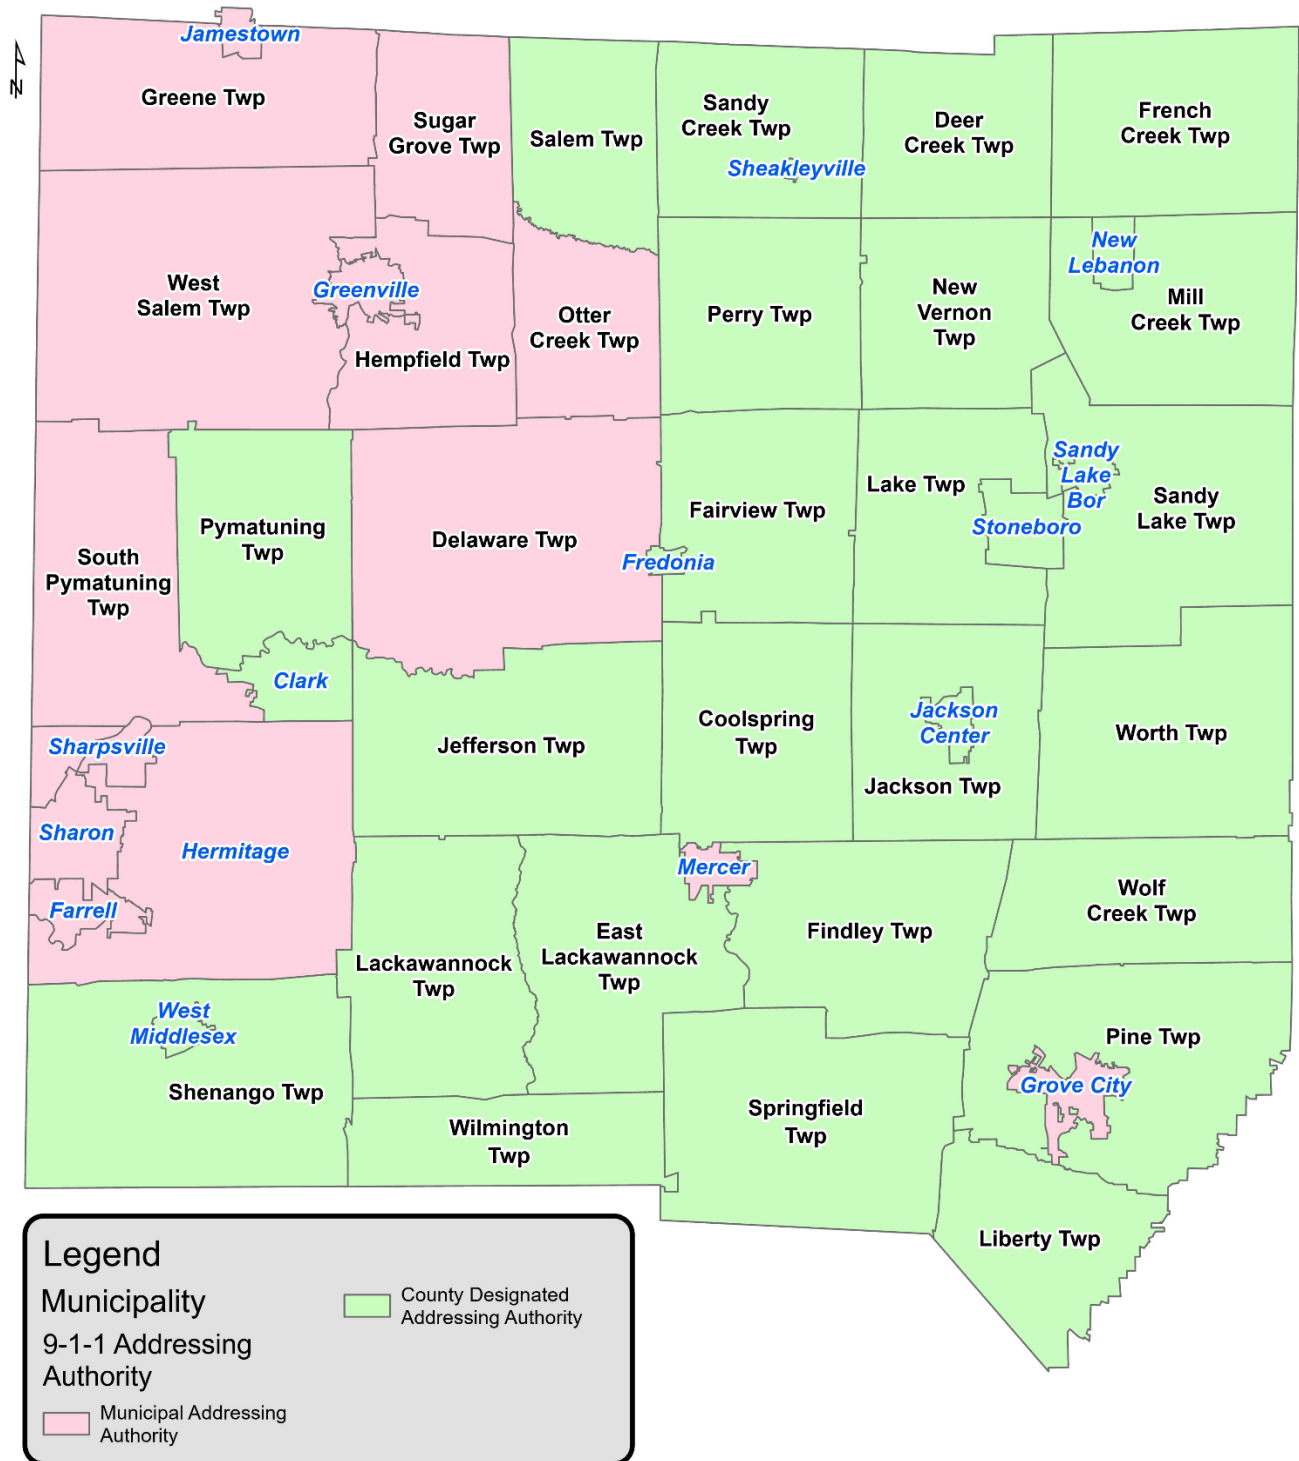 Jamestown
N
Greene Twp
Sugar
Grove Twp
Salem Twp
Sandy
Creek Twp
Sheakleyville
Deer
Creek Twp
French
Creek Twp
West
Salem Twp
Greenville
Hempfield Twp
Otter
Creek Twp
Perry Twp
New
Vernon
Twp
New
Lebanon
Mill
Creek Twp
South
Pymatuning
Twp
Pymatuning
Twp
Delaware Twp
Fredonia
Fairview Twp
Lake Twp
Stoneboro
Sandy
Lake
Bor
Sandy
Lake Twp
Clark
Jefferson Twp
Coolspring
Twp
Jackson
Center
Jackson Twp
Worth Twp
Sharpsville
Sharon
Hermitage
Farrell
Mercer
Lackawannock
Twp
East
Lackawannock
Twp
Findley Twp
Wolf
Creek Twp
West
Middlesex
Shenango Twp
Wilmington
Twp
Springfield
Twp
Pine Twp
Grove City
Liberty Twp
Legend
Municipality
9-1-1 Addressing
Authority
Municipal Addressing
Authority
County Designated
Addressing Authority